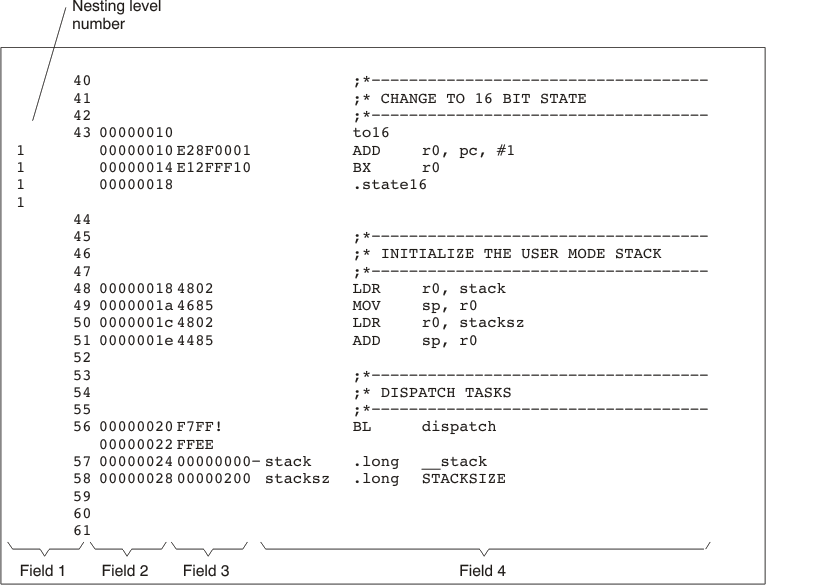 Nesting level
number
40 ;*------------------------------------
41 ;* CHANGE TO 16 BIT STATE
42 ;*------------------------------------
43 00000010 to16
1 00000010 E28F0001 ADD r0, pc, #1
1 00000014 E12FFF10 BX r0
1 00000018 .state16
1
44
45 ;*------------------------------------
46 ;* INITIALIZE THE USER MODE STACK
47 ;*------------------------------------
48 00000018 4802 LDR r0, stack
49 0000001a 4685 MOV sp, r0
50 0000001c 4802 LDR r0, stacksz
51 0000001e 4485 ADD sp, r0
52
53 ;*------------------------------------
54 ;* DISPATCH TASKS
55 ;*------------------------------------
56 00000020 F7FF! BL dispatch
00000022 FFEE
57 00000024 00000000- stack .long __stack
58 00000028 00000200 stacksz .long STACKSIZE
59
60
61
Field 1 Field 2 Field 3 Field 4